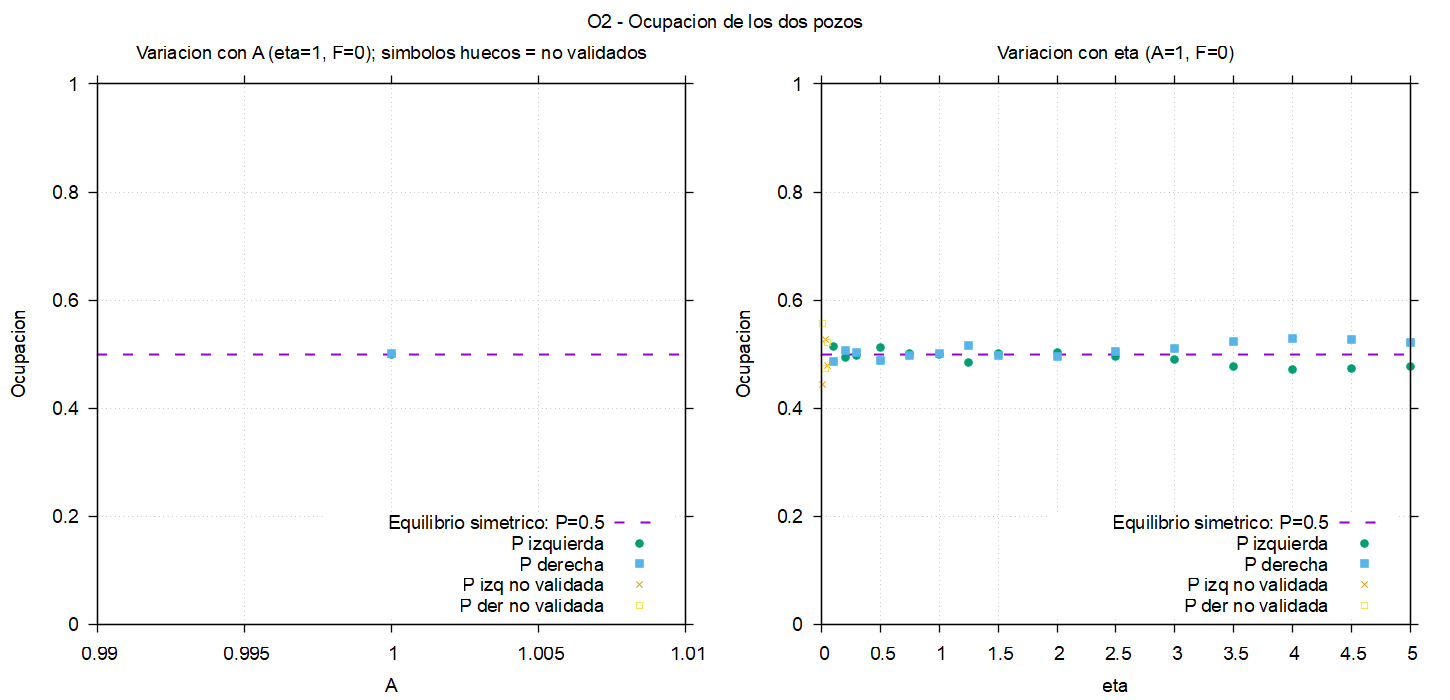 O2 - Ocupacion de los dos pozos
Variacion con A (eta=1, F=0); simbolos huecos = no validados
1
0.8
0.6
0.4
0.2
0
Ocupacion
Equilibrio simetrico: P=0.5
P izquierda
P derecha
P izq no validada
P der no validada
0.99 0.995 1 1.005 1.01
A
Variacion con eta (A=1, F=0)
1
0.8
0.6
0.4
0.2
0
Ocupacion
Equilibrio simetrico: P=0.5
P izquierda
P derecha
P izq no validada
P der no validada
0 0.5 1 1.5 2 2.5 3 3.5 4 4.5 5
eta